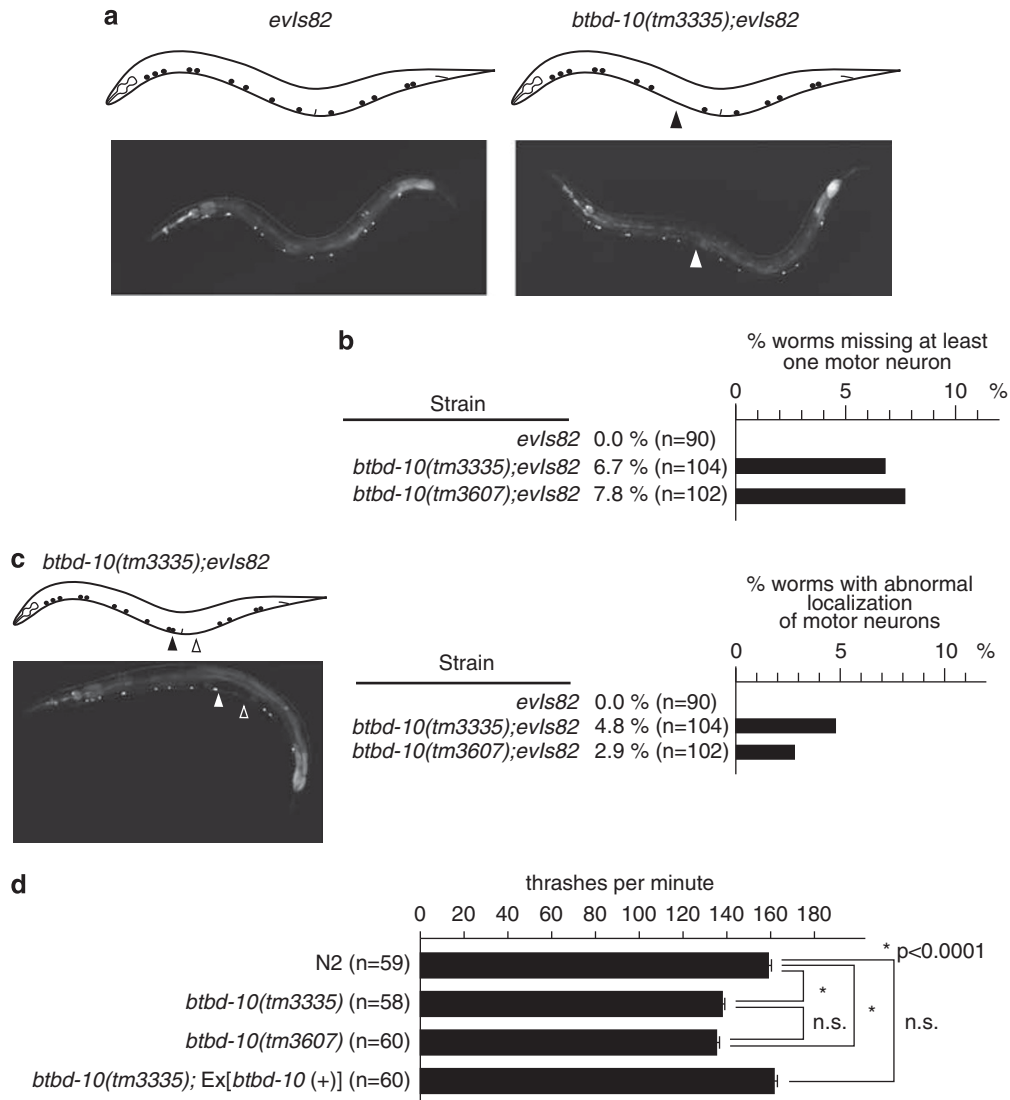 a
evIs82
btbd-10(tm3335);evIs82
b
% worms missing at least
one motor neuron
0 5 10 %
Strain
evIs82 0.0 % (n=90)
btbd-10(tm3335);evIs82 6.7 % (n=104)
btbd-10(tm3607);evIs82 7.8 % (n=102)
c btbd-10(tm3335);evIs82
% worms with abnormal
localization
of motor neurons
0 5 10 %
Strain
evIs82 0.0 % (n=90)
btbd-10(tm3335);evIs82 4.8 % (n=104)
btbd-10(tm3607);evIs82 2.9 % (n=102)
d
thrashes per minute
0 20 40 60 80 100 120 140 160 180
* p<0.0001
N2 (n=59)
*
btbd-10(tm3335) (n=58)
n.s. * n.s.
btbd-10(tm3607) (n=60)
btbd-10(tm3335); Ex[btbd-10 (+)] (n=60)